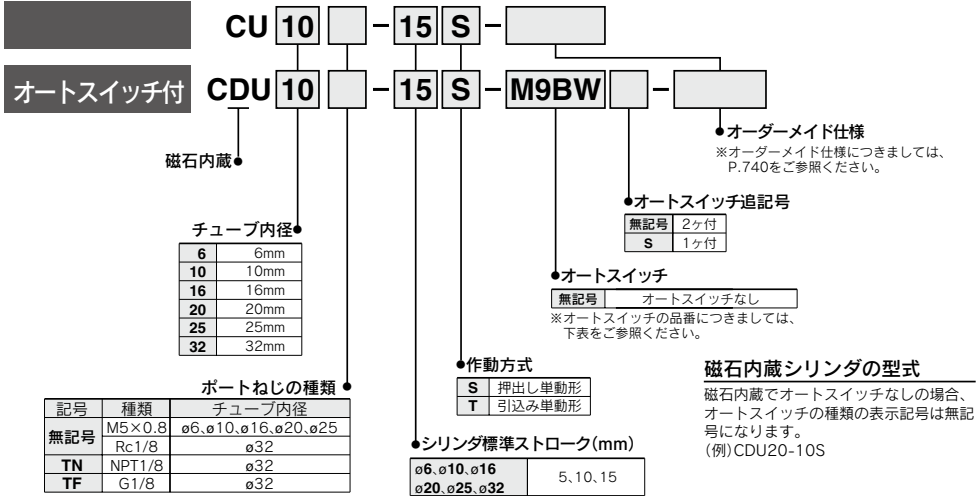 CU 10 - 15 S -
オートスイッチ付 CDU 10 - 15 S - M9BW -
磁石内蔵
オーダーメイド仕様
※オーダーメイド仕様につきましては、
P.740をご参照ください。
オートスイッチ追記号
無記号 2ヶ付
S 1ヶ付
チューブ内径
6 6mm
10 10mm
16 16mm
20 20mm
25 25mm
32 32mm
オートスイッチ
無記号 オートスイッチなし
※オートスイッチの品番につきましては、
下表をご参照ください。
ポートねじの種類
記号 種類 チューブ内径
無記号 M5×0.8 ø6、ø10、ø16、ø20、ø25
Rc1/8 ø32
TN NPT1/8 ø32
TF G1/8 ø32
作動方式
S 押出し単動形
T 引込み単動形
シリンダ標準ストローク(mm)
ø6、ø10、ø16
ø20、ø25、ø32 5、10、15
磁石内蔵シリンダの型式
磁石内蔵でオートスイッチなしの場合、
オートスイッチの種類の表示記号は無記
号になります。
(例)CDU20-10S